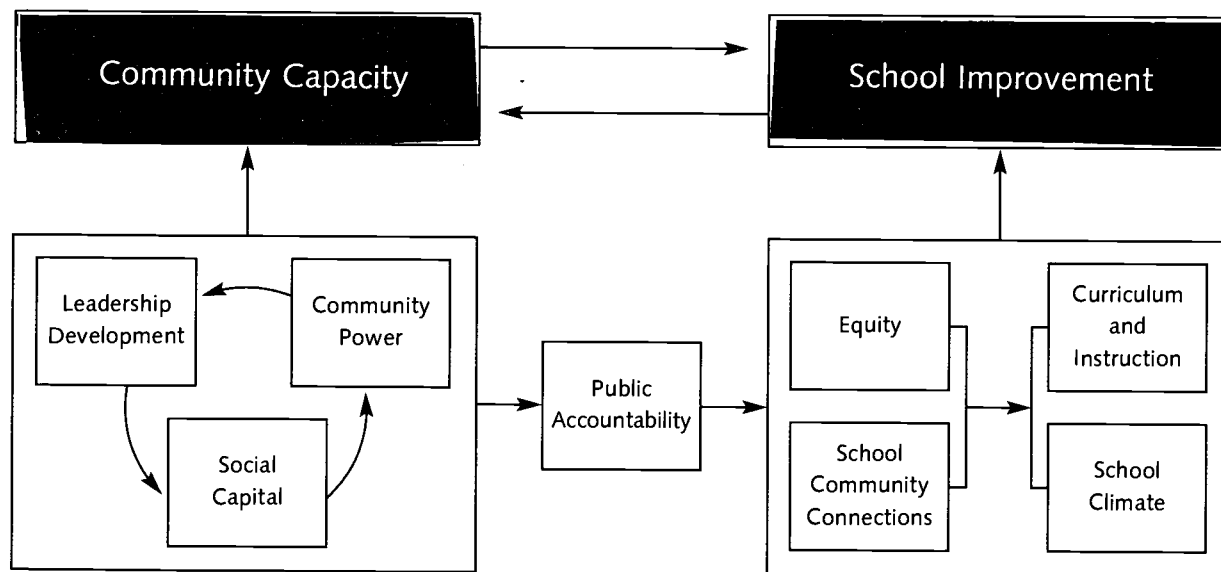 Community Capacity
School Improvement
Leadership
Development
Community
Power
Social
Capital
Public
Accountability
Equity
School
Community
Connections
Curriculum
and
Instruction
School
Climate